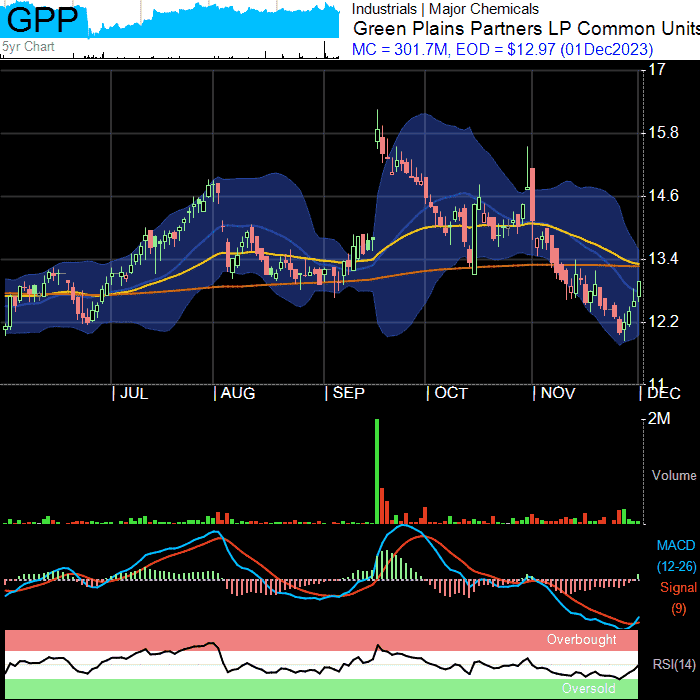 GPP
5yr Chart
Industrials | Major Chemicals
Green Plains Partners LP Common Units
MC = 301.7M, EOD = $12.97 (01Dec2023)
17
15.8
14.6
13.4
12.2
11
JUL
AUG
SEP
OCT
NOV
DEC
2M
Volume
MACD
(12-26)
Signal
(9)
Overbought
RSI(14)
Oversold